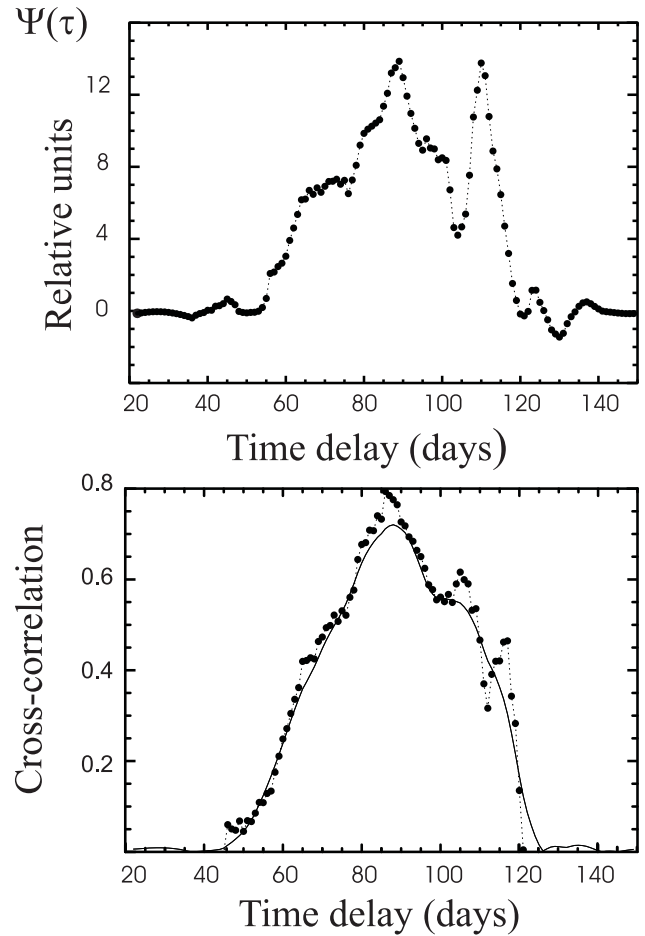 Ψ(τ)
Relative units
12
8
4
0
20 40 60 80 100 120 140
Time delay (days)
Cross-correlation
0.8
0.6
0.4
0.2
20 40 60 80 100 120 140
Time delay (days)